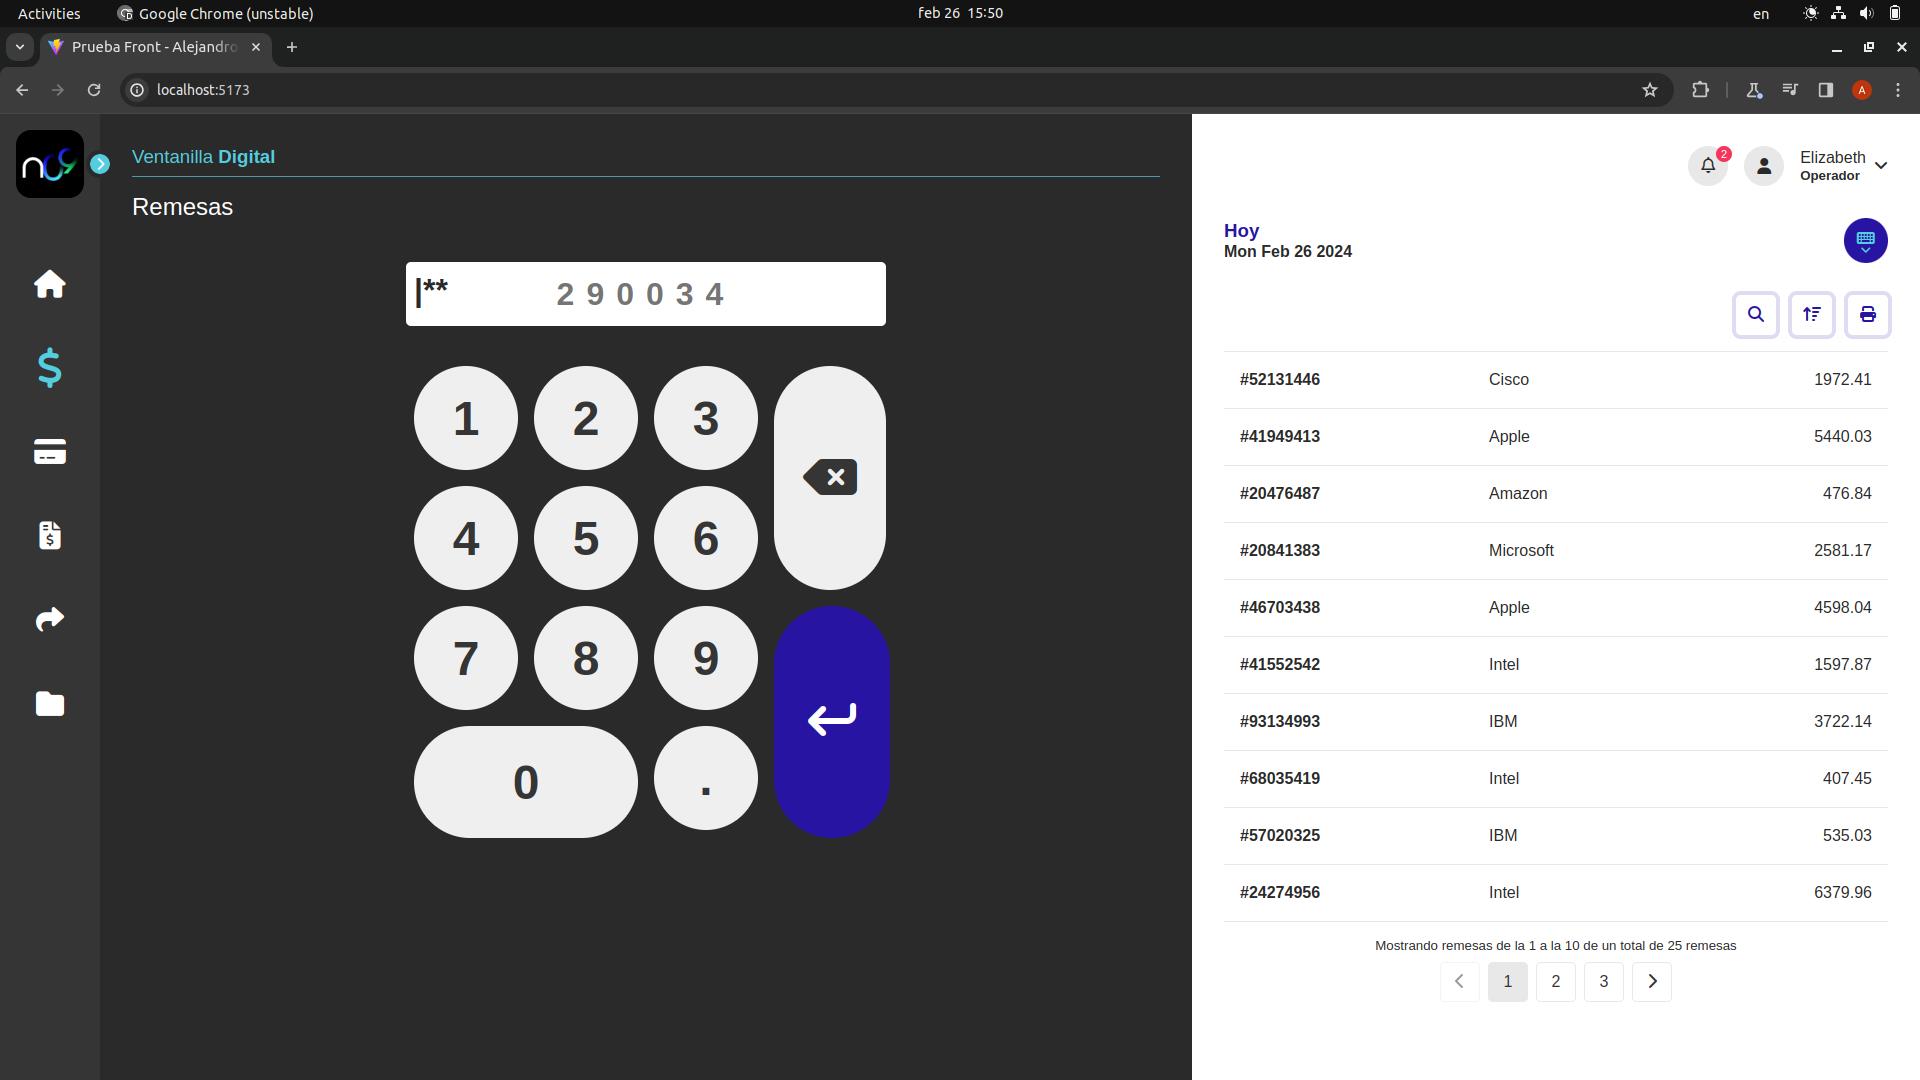 Activities
Google Chrome (unstable)
feb 26 15:50
en
Prueba Front - Alejandro
localhost:5173
A
nc9
Ventanilla Digital
Remesas
|** 290034
1 2 3
4 5 6
7 8 9
0 .
2
Elizabeth
Operador
Hoy
Mon Feb 26 2024
#52131446 Cisco 1972.41
#41949413 Apple 5440.03
#20476487 Amazon 476.84
#20841383 Microsoft 2581.17
#46703438 Apple 4598.04
#41552542 Intel 1597.87
#93134993 IBM 3722.14
#68035419 Intel 407.45
#57020325 IBM 535.03
#24274956 Intel 6379.96
Mostrando remesas de la 1 a la 10 de un total de 25 remesas
1 2 3